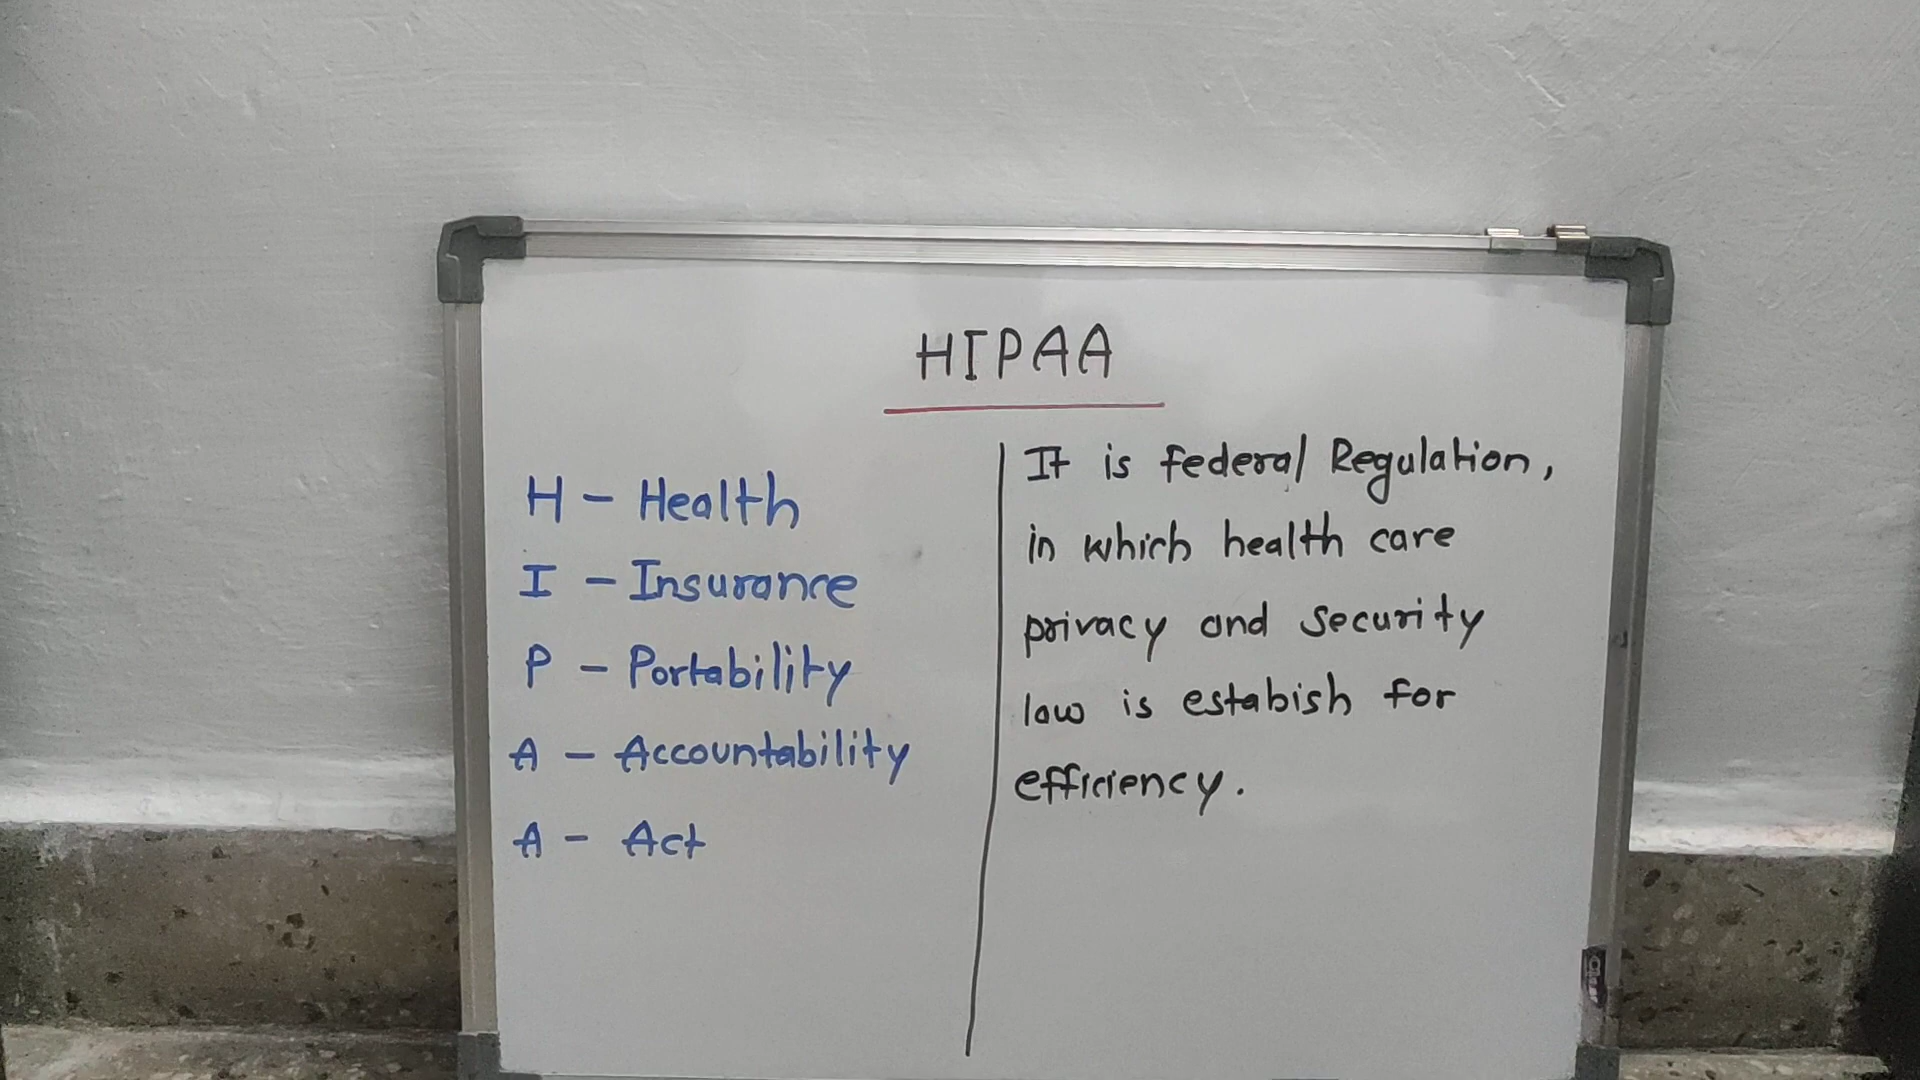 HIPAA
H - Health
I - Insurance
P - Portability
A - Accountability
A - Act
It is federal Regulation,
in which health care
privacy and security
law is estabish for
efficiency.